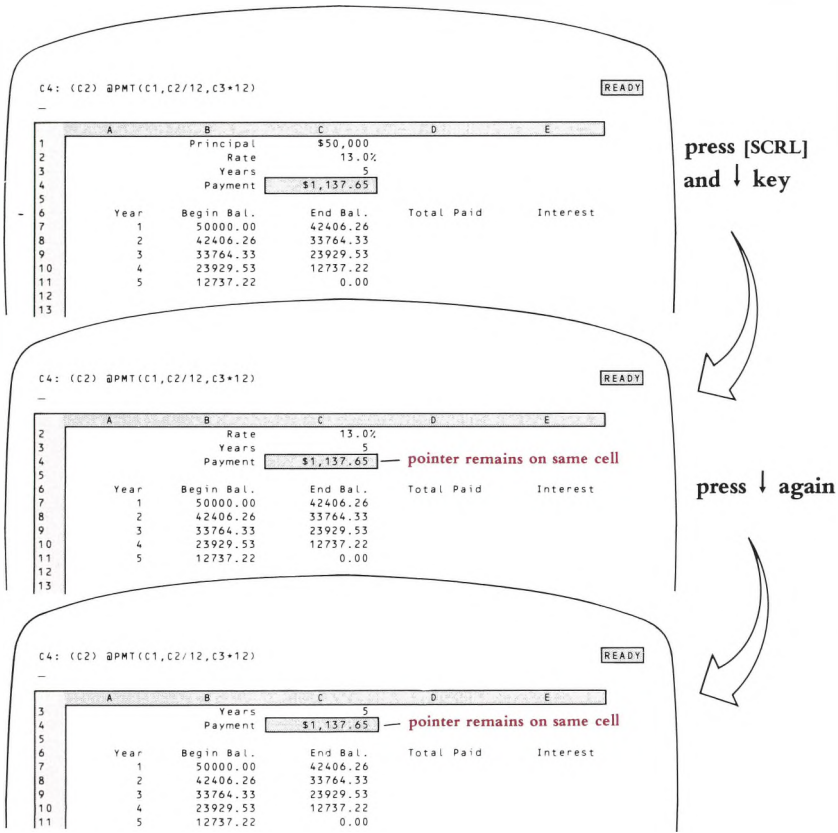 C4: (C2) @PMT(C1,C2/12,C3*12) READY
A B C D E
1 Principal $50,000
2 Rate 13.0%
3 Years 5
4 Payment $1,137.65
5
6 Year Begin Bal. End Bal. Total Paid Interest
7 1 50000.00 42406.26
8 2 42406.26 33764.33
9 3 33764.33 23929.53
10 4 23929.53 12737.22
11 5 12737.22 0.00
12
13
press [SCRL]
and ↓ key
C4: (C2) @PMT(C1,C2/12,C3*12) READY
A B C D E
2 Rate 13.0%
3 Years 5
4 Payment $1,137.65 pointer remains on same cell
5
6 Year Begin Bal. End Bal. Total Paid Interest
7 1 50000.00 42406.26
8 2 42406.26 33764.33
9 3 33764.33 23929.53
10 4 23929.53 12737.22
11 5 12737.22 0.00
12
13
press ↓ again
C4: (C2) @PMT(C1,C2/12,C3*12) READY
A B C D E
3 Years 5
4 Payment $1,137.65 pointer remains on same cell
5
6 Year Begin Bal. End Bal. Total Paid Interest
7 1 50000.00 42406.26
8 2 42406.26 33764.33
9 3 33764.33 23929.53
10 4 23929.53 12737.22
11 5 12737.22 0.00